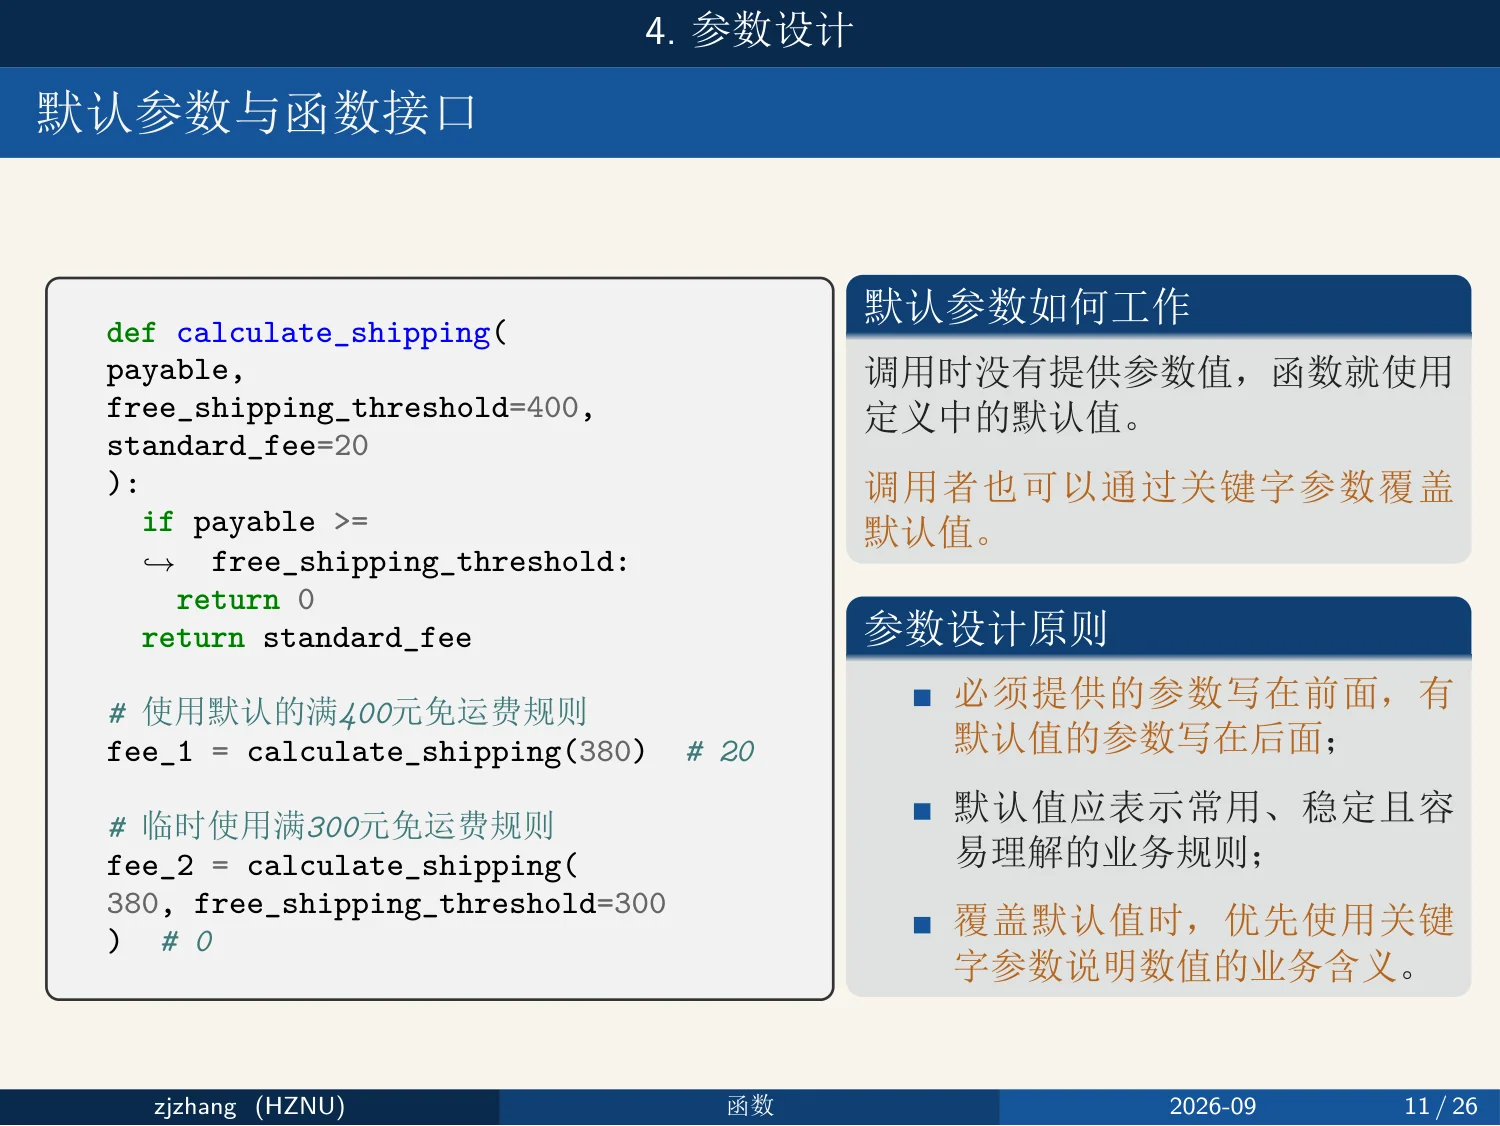 4. 参数设计
默认参数与函数接口
def calculate_shipping(
payable,
free_shipping_threshold=400,
standard_fee=20
):
  if payable >=
  ↪  free_shipping_threshold:
    return 0
  return standard_fee
# 使用默认的满400元免运费规则
fee_1 = calculate_shipping(380)  # 20
# 临时使用满300元免运费规则
fee_2 = calculate_shipping(
380, free_shipping_threshold=300
)  # 0
默认参数如何工作
调用时没有提供参数值，函数就使用
定义中的默认值。
调用者也可以通过关键字参数覆盖
默认值。
参数设计原则
■ 必须提供的参数写在前面，有
默认值的参数写在后面；
■ 默认值应表示常用、稳定且容
易理解的业务规则；
■ 覆盖默认值时，优先使用关键
字参数说明数值的业务含义。
zjzhang (HZNU)
函数
2026-09
11 / 26